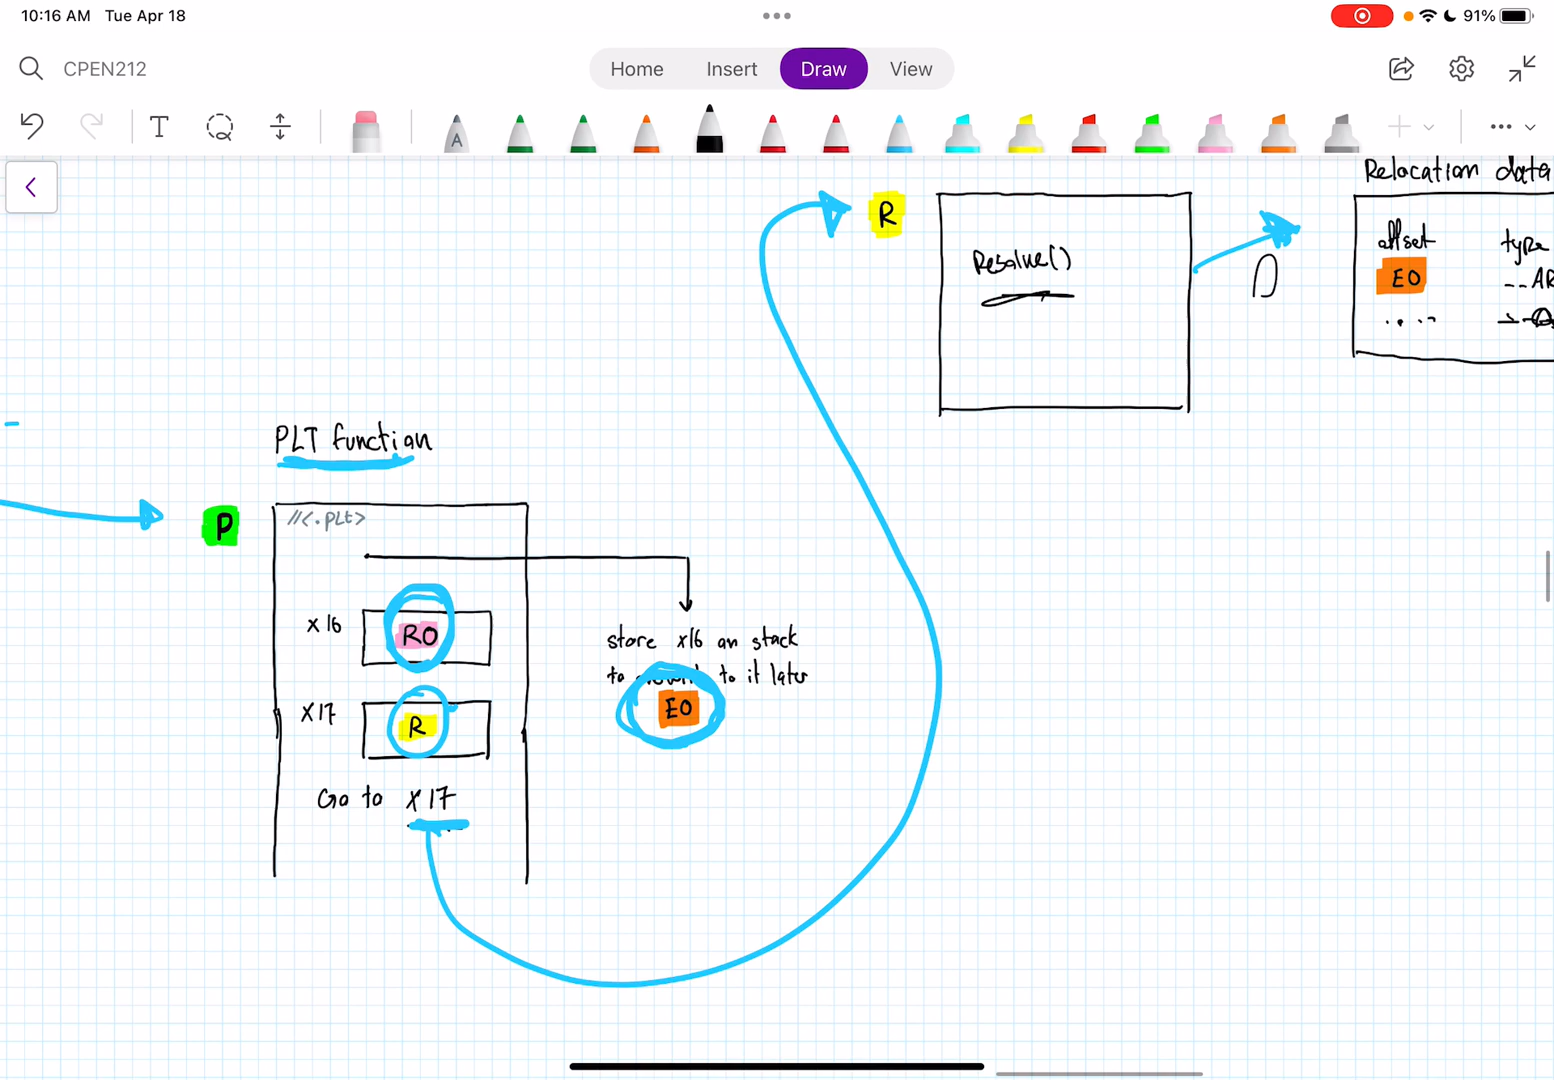 10:16 AM Tue Apr 18
91%
CPEN212
Home Insert Draw View
T
A
Relocation data
R
Resolve()
offset type
EO --AR
PLT function
P
//<.plt>
x16 RO
store x16 on stack
to to it later
EO
x17 R
Go to x17